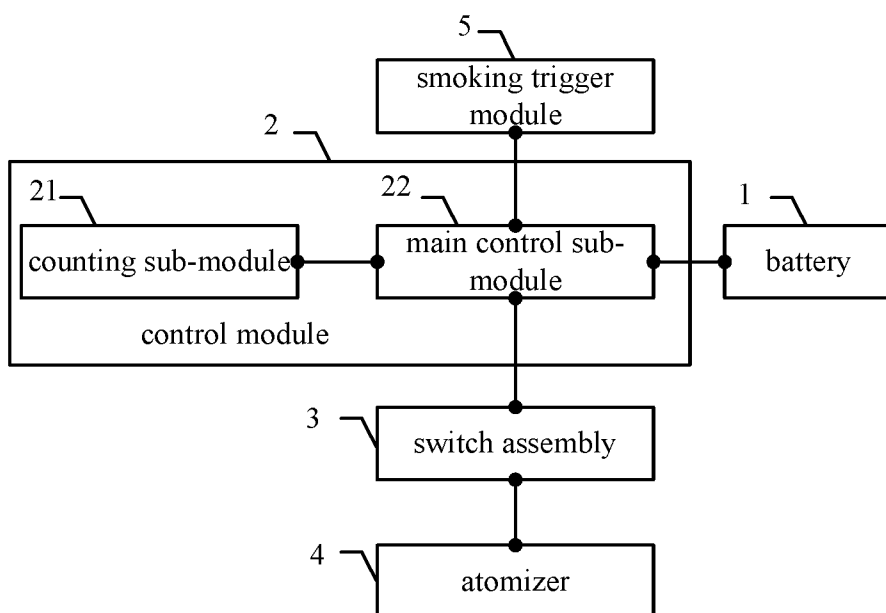 5
smoking trigger
module
2
21
22
1
counting sub-module
main control sub-
module
battery
control module
3
switch assembly
4
atomizer